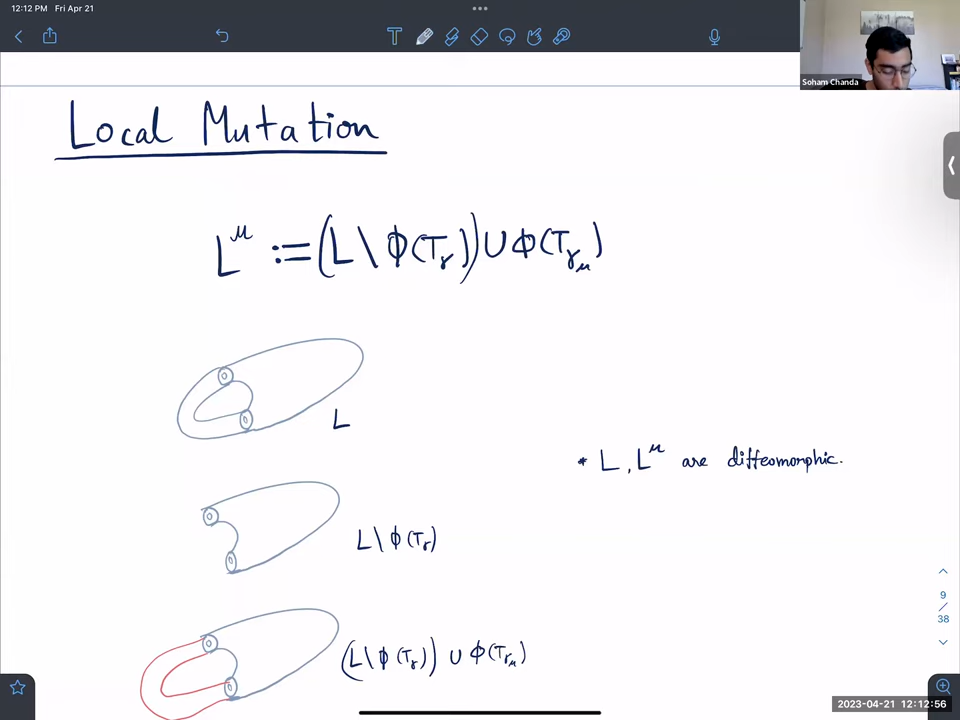 12:12 PM Fri Apr 21
T
Soham Chanda
Local Mutation
L^μ := (L \ Φ(T_γ)) ∪ Φ(T_{γ_μ})
L
* L, L^μ are diffeomorphic.
L \ Φ(T_γ)
(L \ Φ(T_γ)) ∪ Φ(T_{γ_μ})
9
/
38
2023-04-21 12:12:56